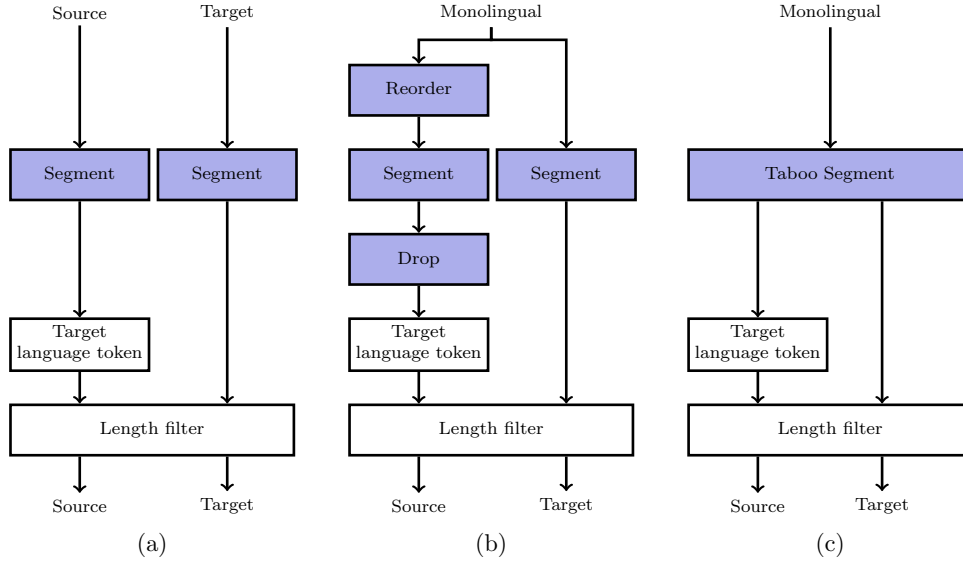 Source
Target
Segment
Segment
Target
language token
Length filter
Source
Target
(a)
Monolingual
Reorder
Segment
Segment
Drop
Target
language token
Length filter
Source
Target
(b)
Monolingual
Taboo Segment
Target
language token
Length filter
Source
Target
(c)